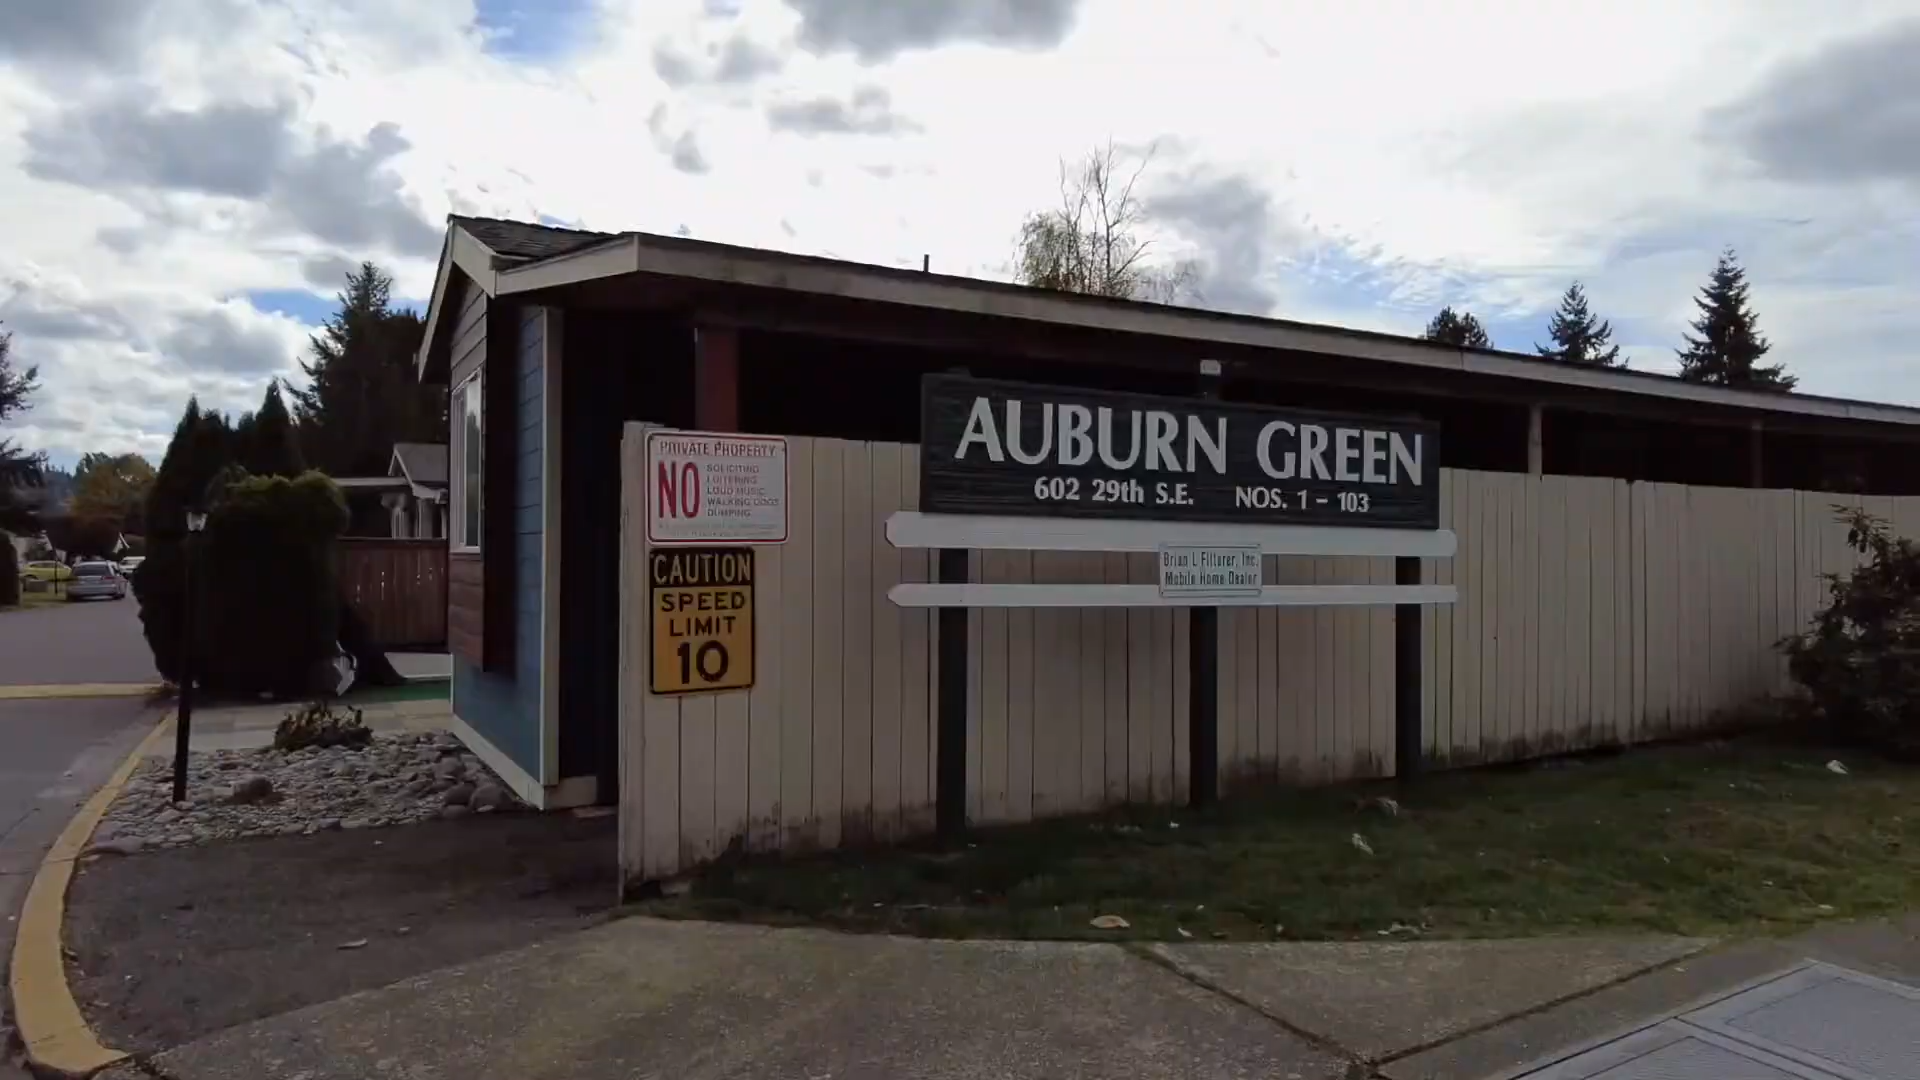 PRIVATE PROPERTY
NO
SOLICITING
LOITERING
LOUD MUSIC
WALKING DOGS
DUMPING
CAUTION
SPEED
LIMIT
10
AUBURN GREEN
602 29th S.E. NOS. 1 - 103
Brian L Fitterer, Inc.
Mobile Home Dealer